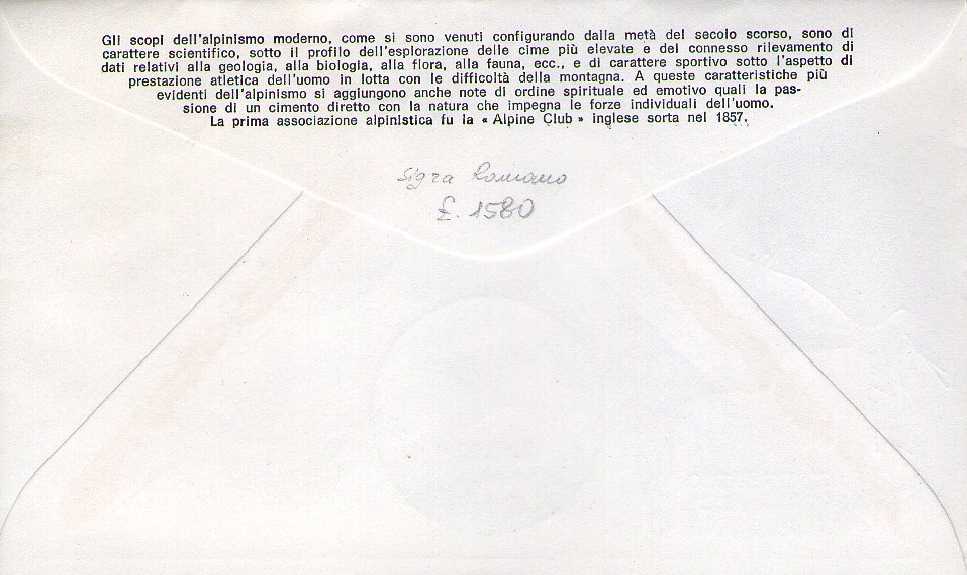 Gli scopi dell'alpinismo moderno, come si sono venuti configurando dalla metà del secolo scorso, sono di
carattere scientifico, sotto il profilo dell'esplorazione delle cime più elevate e del connesso rilevamento di
dati relativi alla geologia, alla biologia, alla flora, alla fauna, ecc., e di carattere sportivo sotto l'aspetto di
prestazione atletica dell'uomo in lotta con le difficoltà della montagna. A queste caratteristiche più
evidenti dell'alpinismo si aggiungono anche note di ordine spirituale ed emotivo quali la pas-
sione di un cimento diretto con la natura che impegna le forze individuali dell'uomo.
La prima associazione alpinistica fu la « Alpine Club » inglese sorta nel 1857.
Sigra Romano
£. 1580